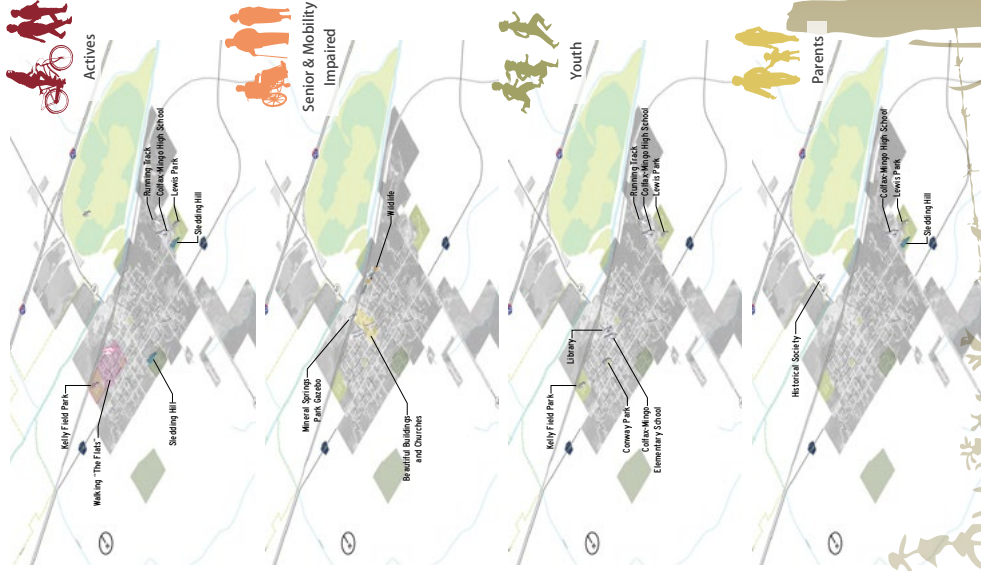 Actives
Running Track
Colfax-Mingo High School
Lewis Park
Sledding Hill
Kelly Field Park
Walking "The Flats"
Sledding Hill
Senior & Mobility
Impaired
Wildlife
Mineral Springs
Park Gazebo
Beautiful Buildings
and Churches
Youth
Running Track
Colfax-Mingo High School
Lewis Park
Library
Kelly Field Park
Conway Park
Colfax-Mingo
Elementary School
Parents
Colfax-Mingo High School
Lewis Park
Sledding Hill
Historical Society